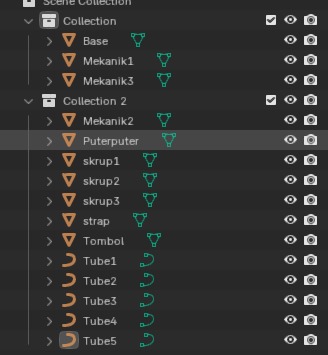 Scene Collection
Collection
Base
Mekanik1
Mekanik3
Collection 2
Mekanik2
Puterputer
skrup1
skrup2
skrup3
strap
Tombol
Tube1
Tube2
Tube3
Tube4
Tube5